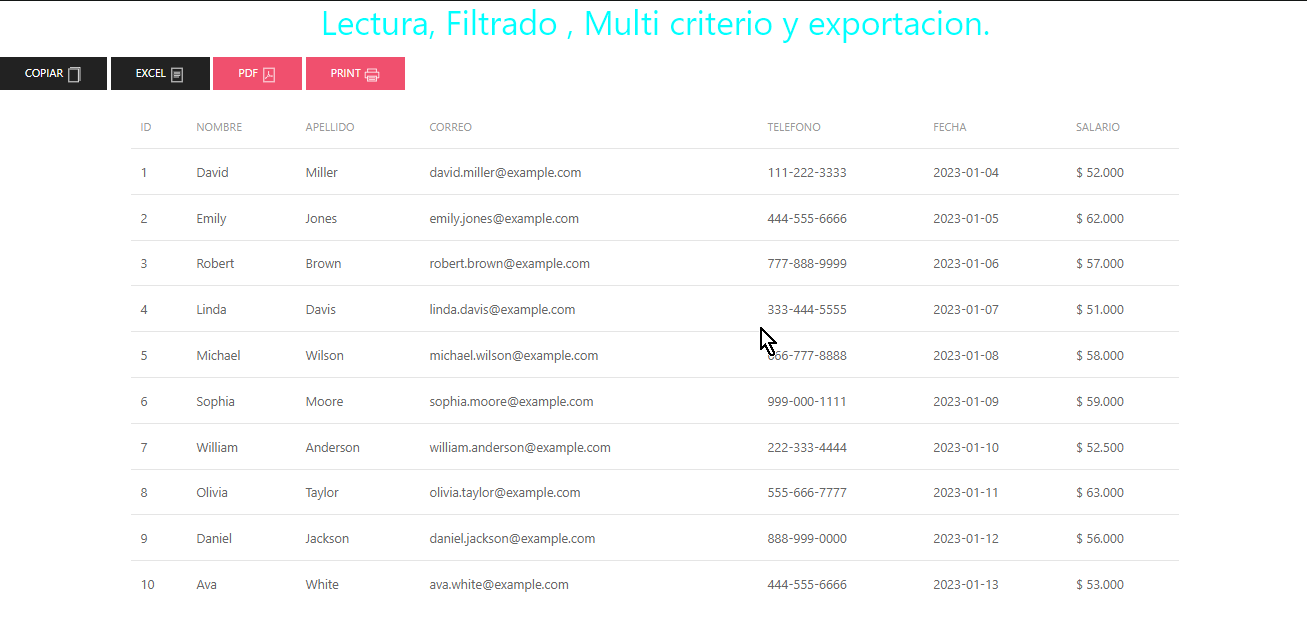 Lectura, Filtrado , Multi criterio y exportacion.
COPIAR EXCEL PDF PRINT
ID NOMBRE APELLIDO CORREO TELEFONO FECHA SALARIO
1 David Miller david.miller@example.com 111-222-3333 2023-01-04 $ 52.000
2 Emily Jones emily.jones@example.com 444-555-6666 2023-01-05 $ 62.000
3 Robert Brown robert.brown@example.com 777-888-9999 2023-01-06 $ 57.000
4 Linda Davis linda.davis@example.com 333-444-5555 2023-01-07 $ 51.000
5 Michael Wilson michael.wilson@example.com 666-777-8888 2023-01-08 $ 58.000
6 Sophia Moore sophia.moore@example.com 999-000-1111 2023-01-09 $ 59.000
7 William Anderson william.anderson@example.com 222-333-4444 2023-01-10 $ 52.500
8 Olivia Taylor olivia.taylor@example.com 555-666-7777 2023-01-11 $ 63.000
9 Daniel Jackson daniel.jackson@example.com 888-999-0000 2023-01-12 $ 56.000
10 Ava White ava.white@example.com 444-555-6666 2023-01-13 $ 53.000